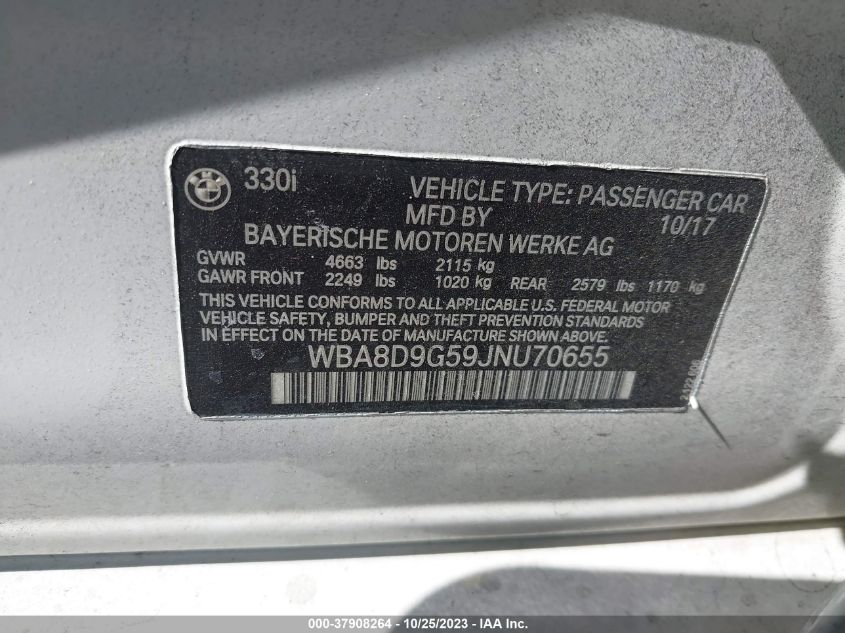 330i
VEHICLE TYPE: PASSENGER CAR
MFD BY 10/17
BAYERISCHE MOTOREN WERKE AG
GVWR 4663 lbs 2115 kg
GAWR FRONT 2249 lbs 1020 kg REAR 2579 lbs 1170 kg
THIS VEHICLE CONFORMS TO ALL APPLICABLE U.S. FEDERAL MOTOR
VEHICLE SAFETY, BUMPER AND THEFT PREVENTION STANDARDS
IN EFFECT ON THE DATE OF MANUFACTURE SHOWN ABOVE.
WBA8D9G59JNU70655
000-37908264 - 10/25/2023 - IAA Holdings, Inc.